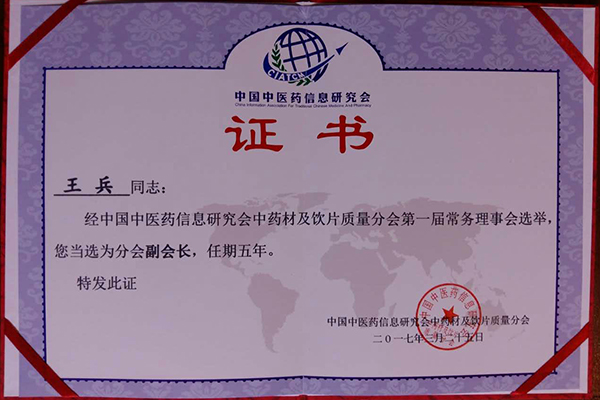 CIATCM
中国中医药信息研究会
China Information Association For Traditional Chinese Medicine And Pharmacy
证书
王兵同志：
经中国中医药信息研究会中药材及饮片质量分会第一届常务理事会选举，
您当选为分会副会长，任期五年。
特发此证
中国中医药信息研究会中药材及饮片质量分会
二〇一七年三月二十五日